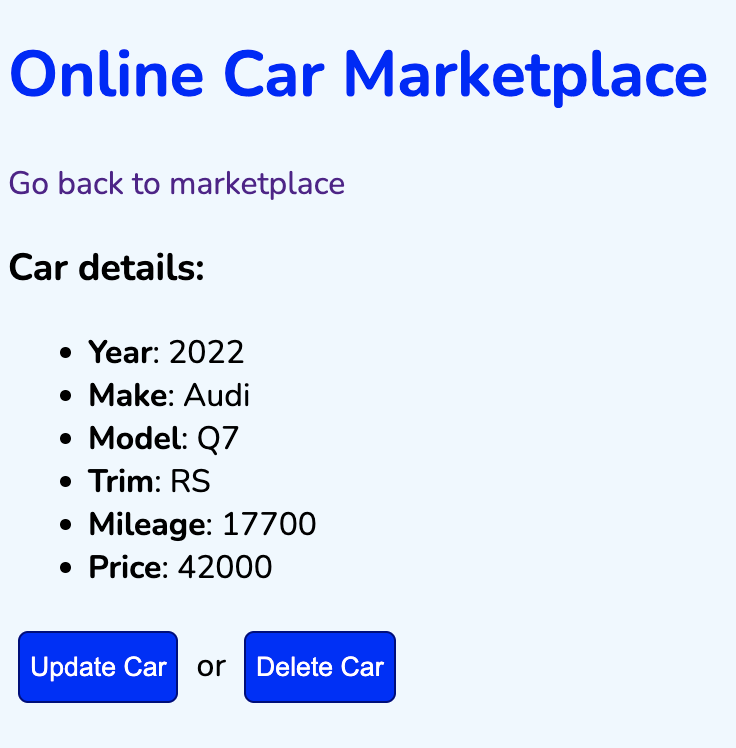 Online Car Marketplace
Go back to marketplace
Car details:
• Year: 2022
• Make: Audi
• Model: Q7
• Trim: RS
• Mileage: 17700
• Price: 42000
Update Car or Delete Car